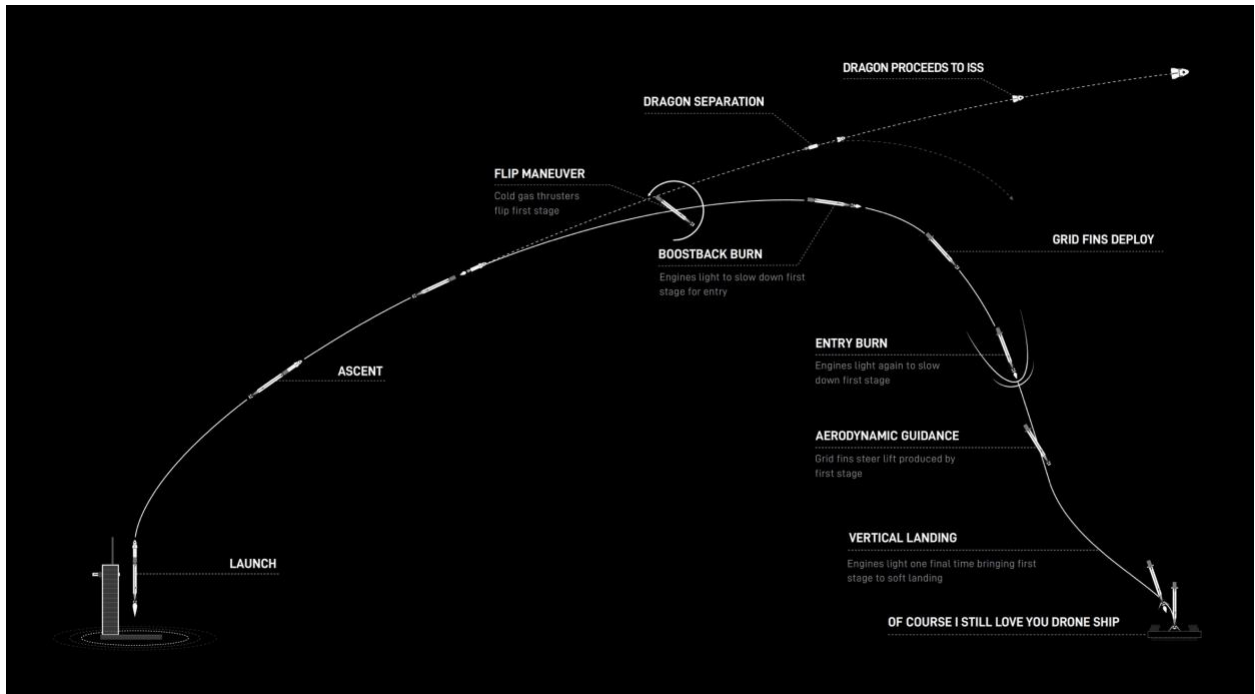 DRAGON PROCEEDS TO ISS
DRAGON SEPARATION
FLIP MANEUVER
Cold gas thrusters
flip first stage
BOOSTBACK BURN
Engines light to slow down first
stage for entry
GRID FINS DEPLOY
ENTRY BURN
Engines light again to slow
down first stage
ASCENT
AERODYNAMIC GUIDANCE
Grid fins steer lift produced by
first stage
VERTICAL LANDING
Engines light one final time bringing first
stage to soft landing
LAUNCH
OF COURSE I STILL LOVE YOU DRONE SHIP